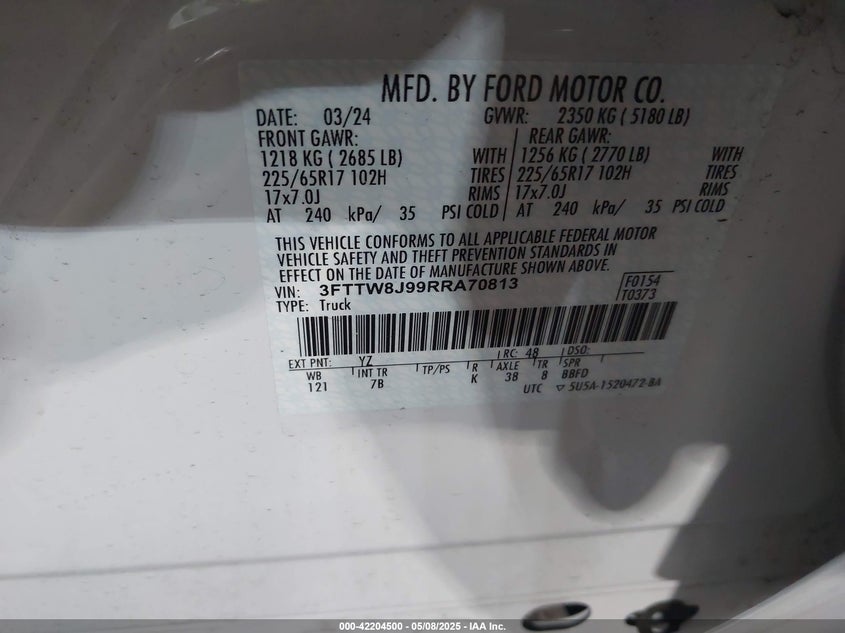 MFD. BY FORD MOTOR CO.
DATE: 03/24 GVWR: 2350 KG ( 5180 LB)
FRONT GAWR: REAR GAWR:
1218 KG ( 2685 LB) WITH 1256 KG ( 2770 LB) WITH
225/65R17 102H TIRES 225/65R17 102H TIRES
17x7.0J RIMS 17x7.0J RIMS
AT 240 kPa/ 35 PSI COLD AT 240 kPa/ 35 PSI COLD
THIS VEHICLE CONFORMS TO ALL APPLICABLE FEDERAL MOTOR
VEHICLE SAFETY AND THEFT PREVENTION STANDARDS IN
EFFECT ON THE DATE OF MANUFACTURE SHOWN ABOVE.
VIN: 3FTTW8J99RRA70813 F0154
TYPE: Truck T0373
EXT PNT: YZ RC: 48 DSO:
WB INT TR TP/PS R AXLE TR SPR
121 7B K 38 8 BBFD
UTC 5U5A-1520472-BA
000-42204500 - 05/08/2025 - IAA Inc.